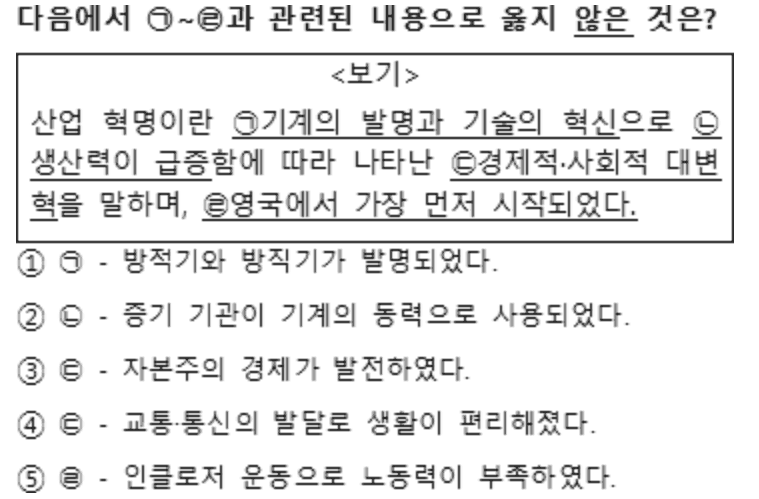 다음에서 ㉠~㉣과 관련된 내용으로 옳지 않은 것은?
<보기>
산업 혁명이란 ㉠기계의 발명과 기술의 혁신으로 ㉡
생산력이 급증함에 따라 나타난 ㉢경제적·사회적 대변
혁을 말하며, ㉣영국에서 가장 먼저 시작되었다.
① ㉠ - 방적기와 방직기가 발명되었다.
② ㉡ - 증기 기관이 기계의 동력으로 사용되었다.
③ ㉢ - 자본주의 경제가 발전하였다.
④ ㉢ - 교통·통신의 발달로 생활이 편리해졌다.
⑤ ㉣ - 인클로저 운동으로 노동력이 부족하였다.